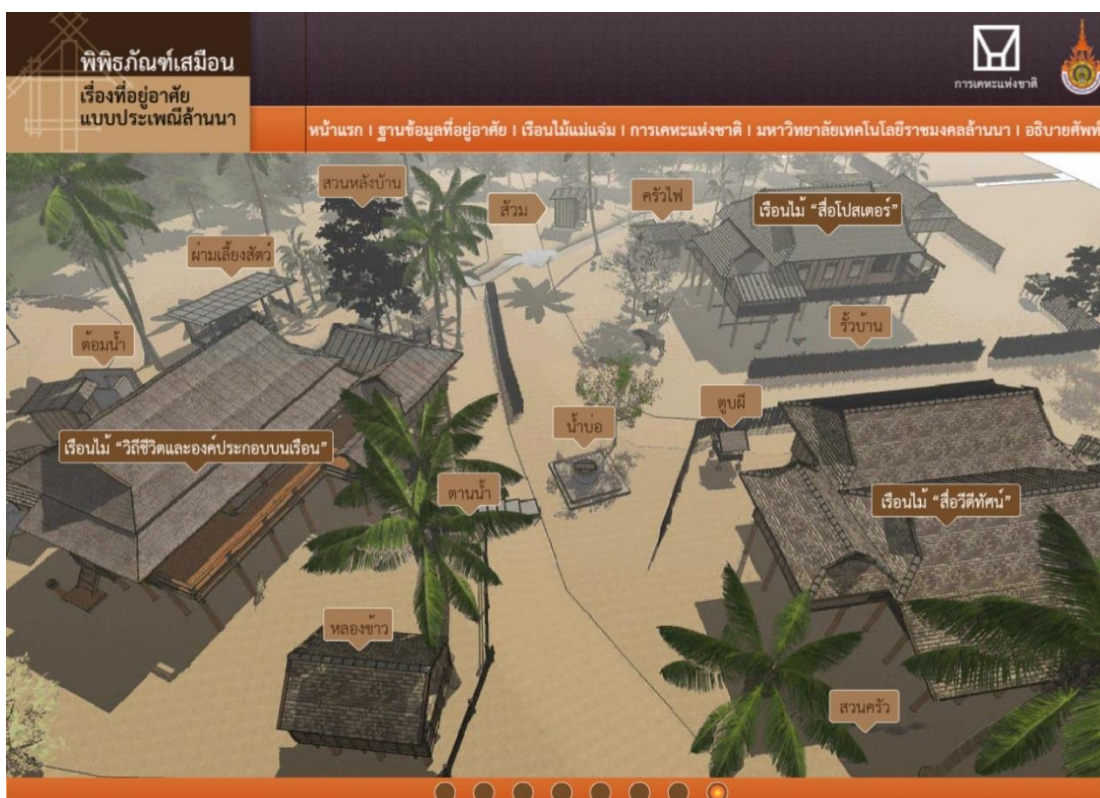 พิพิธภัณฑ์เสมือน
เรื่องที่อยู่อาศัย
แบบประเพณีล้านนา
การเคหะแห่งชาติ
หน้าแรก | ฐานข้อมูลที่อยู่อาศัย | เรือนไม้แม่แจ่ม | การเคหะแห่งชาติ | มหาวิทยาลัยเทคโนโลยีราชมงคลล้านนา | อธิบายศัพท์
สวนหลังบ้าน
ส้วม
ครัวไฟ
เรือนไม้ "สื่อโปสเตอร์"
ผ่ามเลี้ยงสัตว์
รั้วบ้าน
ต้อมน้ำ
ตูบผี
น้ำบ่อ
เรือนไม้ "วิถีชีวิตและองค์ประกอบบนเรือน"
ตานน้ำ
เรือนไม้ "สื่อวีดีทัศน์"
หลองข้าว
สวนครัว